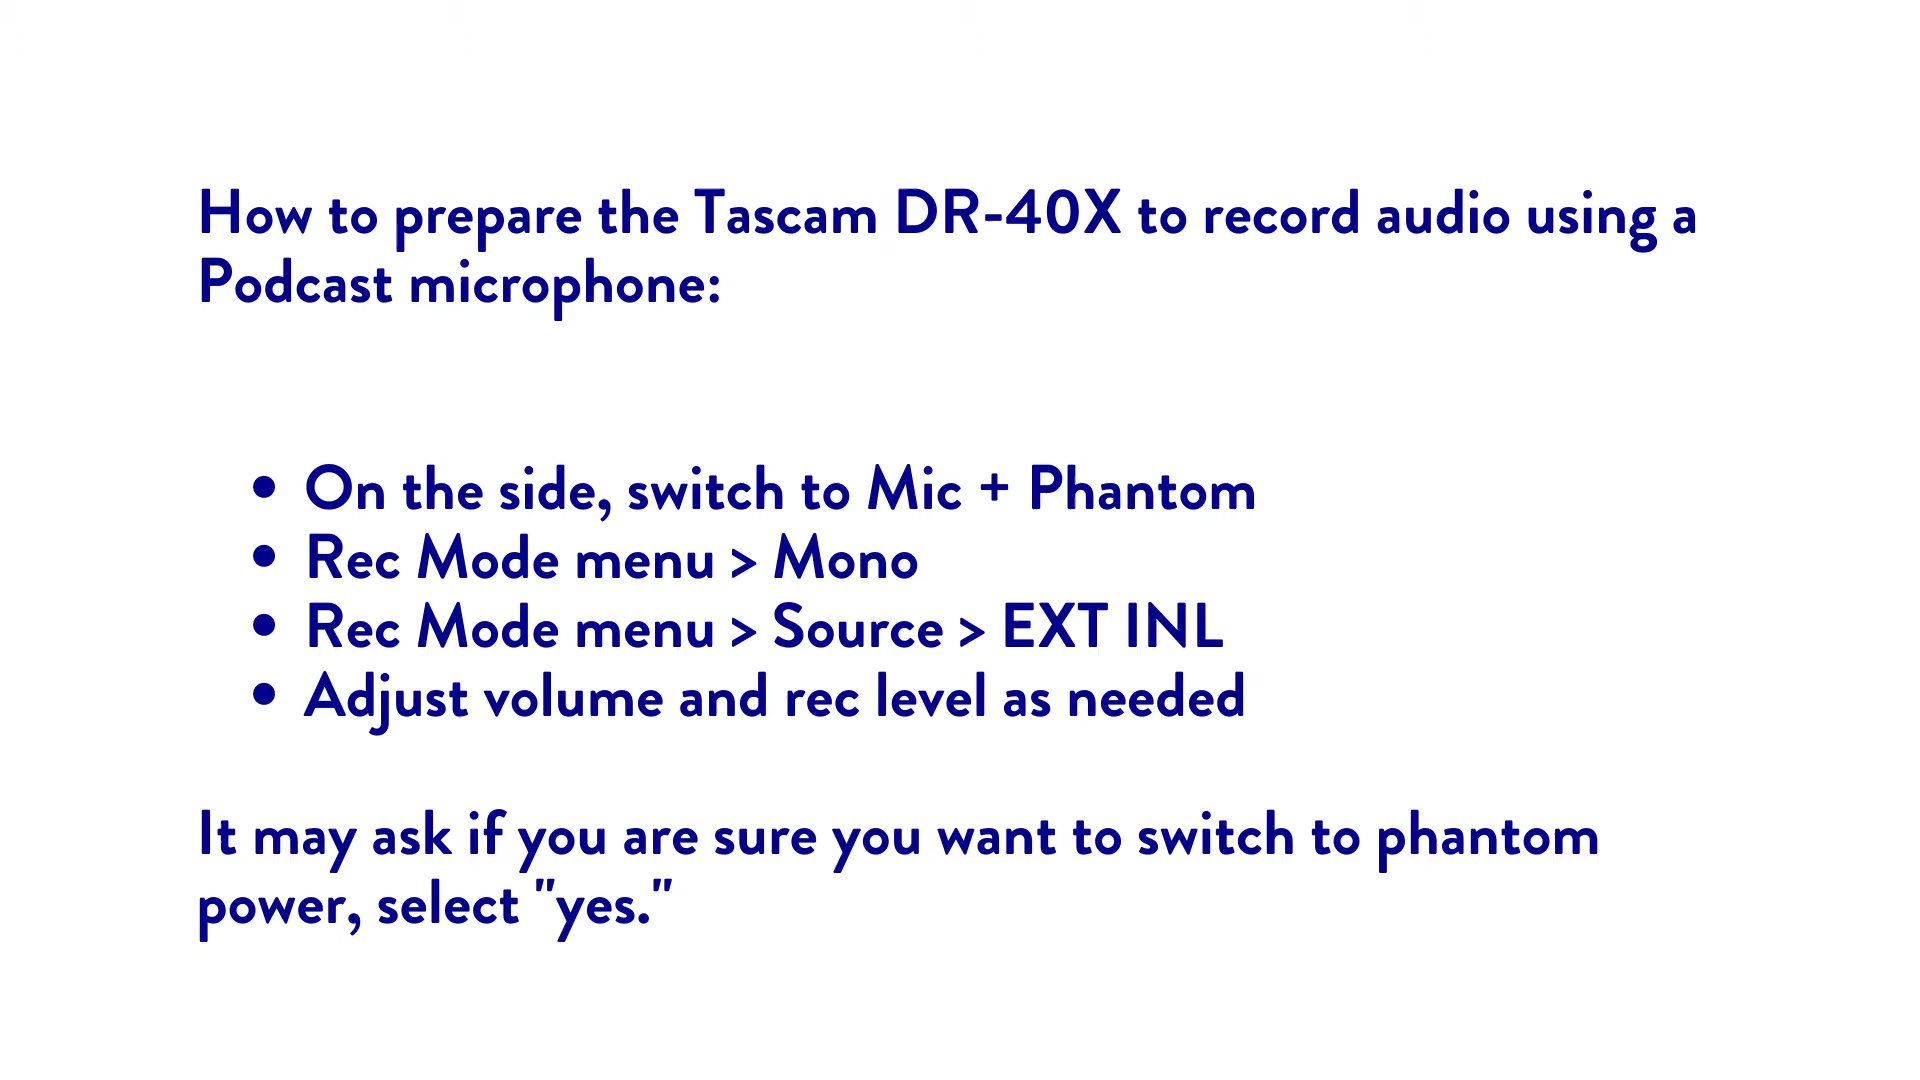 How to prepare the Tascam DR-40X to record audio using a
Podcast microphone:
• On the side, switch to Mic + Phantom
• Rec Mode menu > Mono
• Rec Mode menu > Source > EXT INL
• Adjust volume and rec level as needed
It may ask if you are sure you want to switch to phantom
power, select "yes."